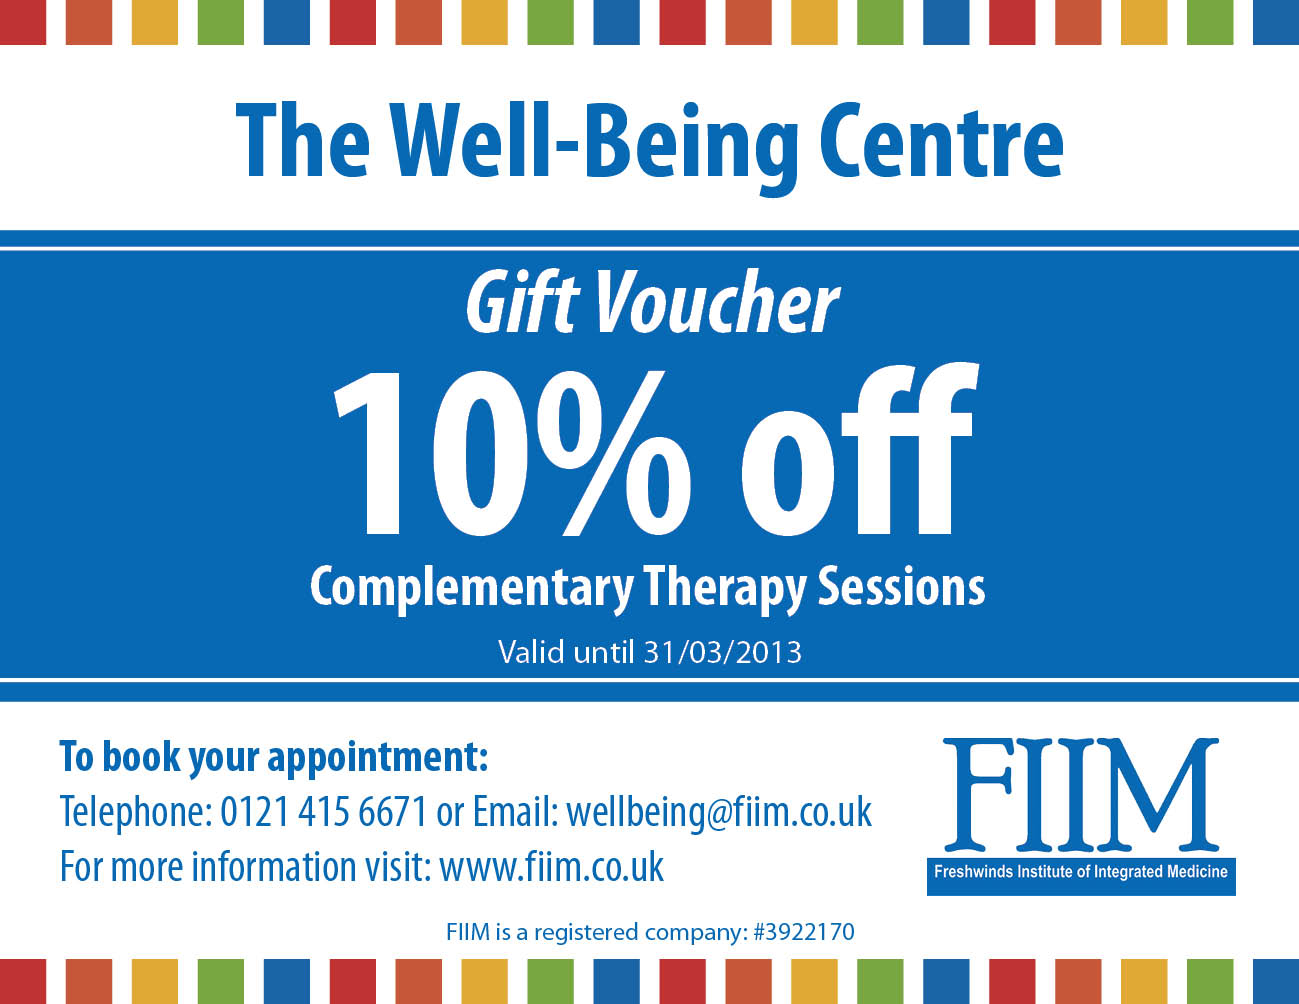 The Well-Being Centre
Gift Voucher
10% off
Complementary Therapy Sessions
Valid until 31/03/2013
To book your appointment:
Telephone: 0121 415 6671 or Email: wellbeing@fiim.co.uk
For more information visit: www.fiim.co.uk
FIIM
Freshwinds Institute of Integrated Medicine
FIIM is a registered company: #3922170